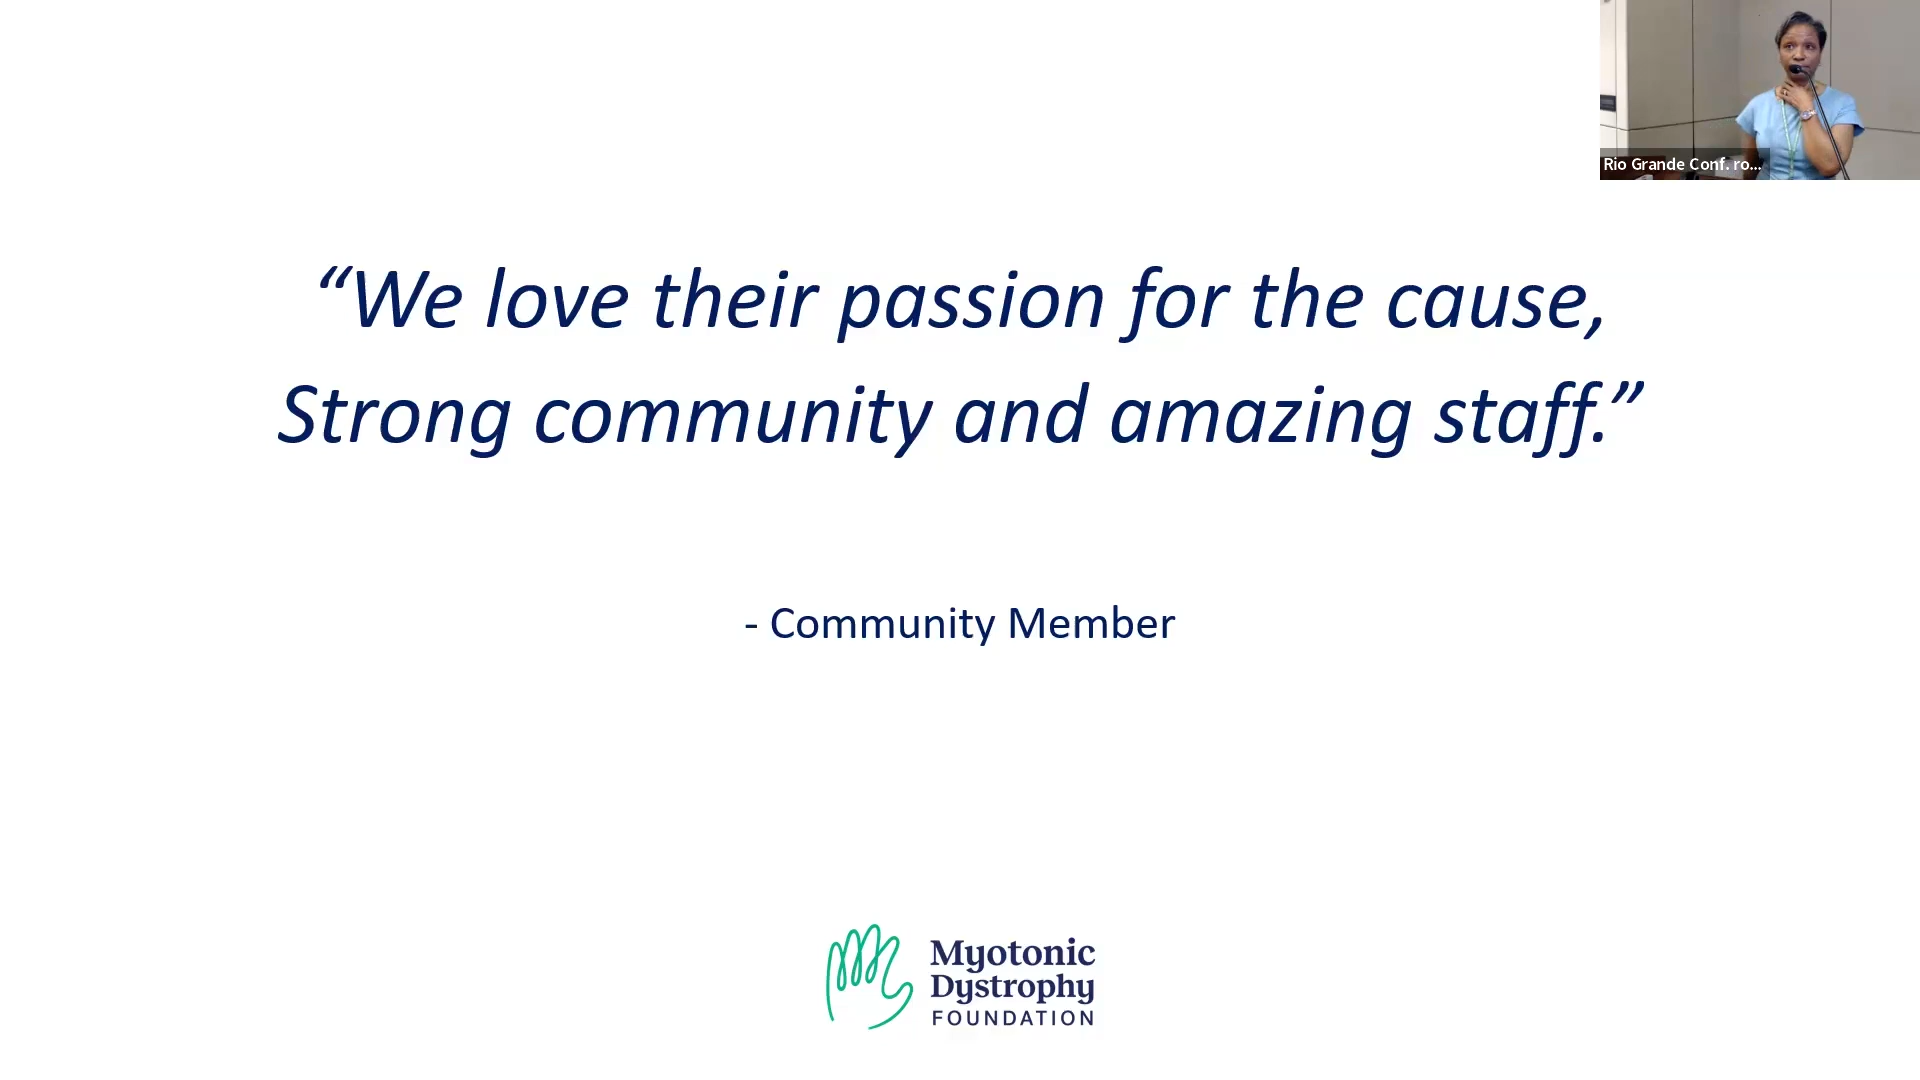 Rio Grande Conf. ro...
“We love their passion for the cause,
Strong community and amazing staff.”
- Community Member
Myotonic
Dystrophy
FOUNDATION